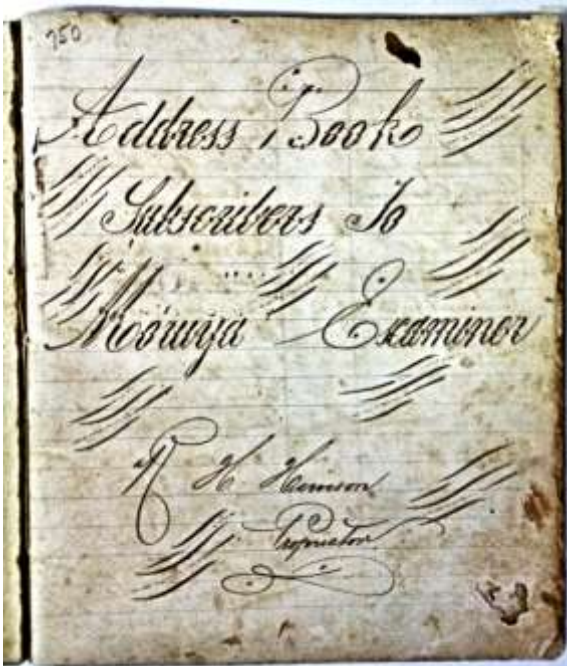 750
Address Book
Subscribers To
Moruya Examiner
R H Harrison
Proprietor